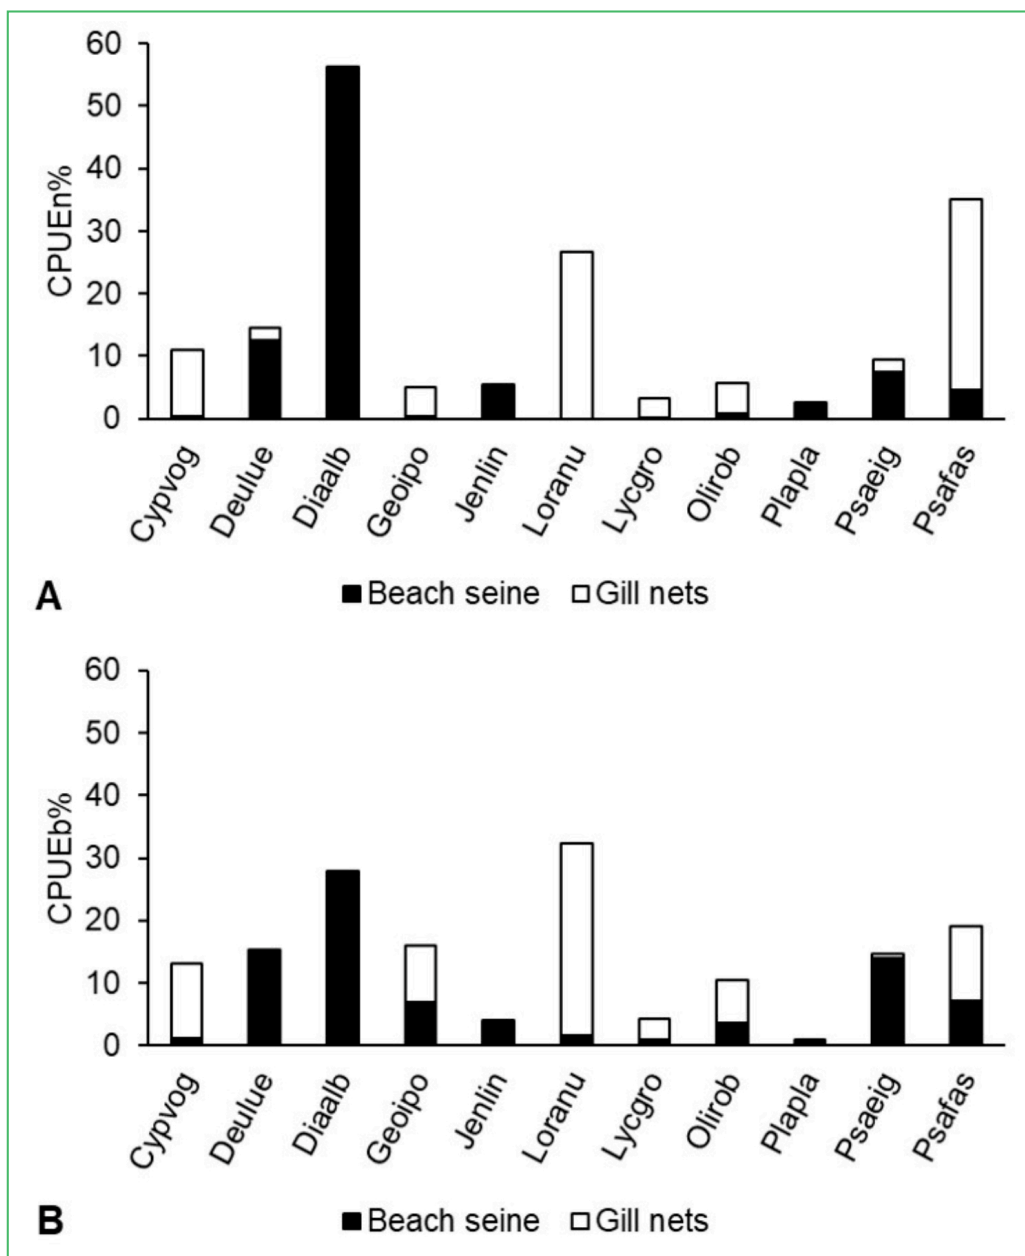 60
50
40
30
20
10
0
CPUEn%
Cypvog
Deulue
Diaalb
Geoipo
Jenlin
Loranu
Lycgro
Olirob
Plapla
Psaeig
Psafas
A
Beach seine Gill nets
60
50
40
30
20
10
0
CPUEb%
Cypvog
Deulue
Diaalb
Geoipo
Jenlin
Loranu
Lycgro
Olirob
Plapla
Psaeig
Psafas
B
Beach seine Gill nets